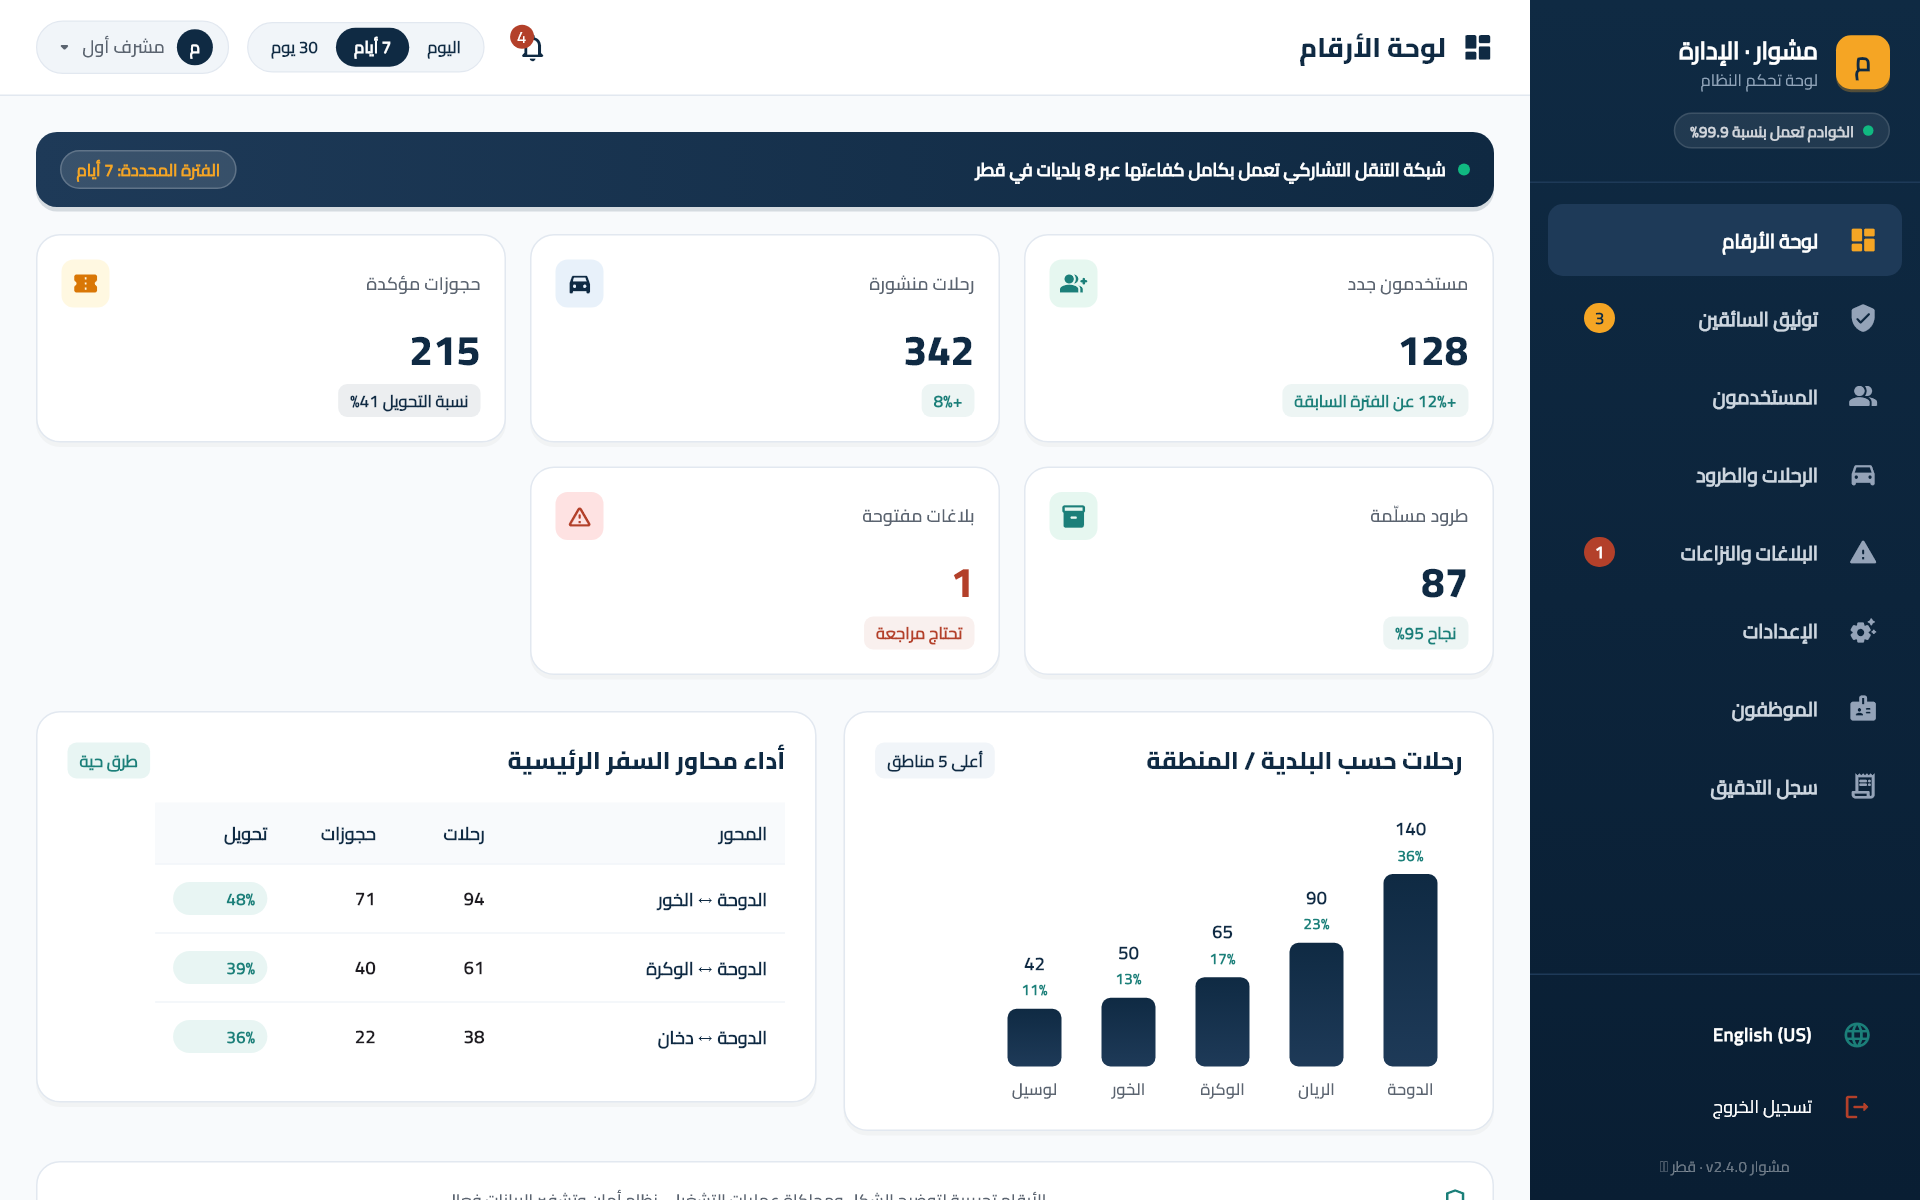 مشوار · الإدارة
لوحة تحكم النظام
م
الخوادم تعمل بنسبة 99.9%
لوحة الأرقام
توثيق السائقين
3
المستخدمون
الرحلات والطرود
البلاغات والنزاعات
1
الإعدادات
الموظفون
سجل التدقيق
English (US)
تسجيل الخروج
مشوار v2.4.0 · قطر
لوحة الأرقام
4
اليوم
7 أيام
30 يوم
م
مشرف أول
شبكة التنقل التشاركي تعمل بكامل كفاءتها عبر 8 بلديات في قطر
الفترة المحددة: 7 أيام
مستخدمون جدد
128
+12% عن الفترة السابقة
رحلات منشورة
342
+8%
حجوزات مؤكدة
215
نسبة التحويل 41%
طرود مسلّمة
87
نجاح 95%
بلاغات مفتوحة
1
تحتاج مراجعة
رحلات حسب البلدية / المنطقة
أعلى 5 مناطق
140
36%
الدوحة
90
23%
الريان
65
17%
الوكرة
50
13%
الخور
42
11%
لوسيل
أداء محاور السفر الرئيسية
طرق حية
المحور رحلات حجوزات تحويل
الدوحة ↔ الخور 94 71 48%
الدوحة ↔ الوكرة 61 40 39%
الدوحة ↔ دخان 38 22 36%